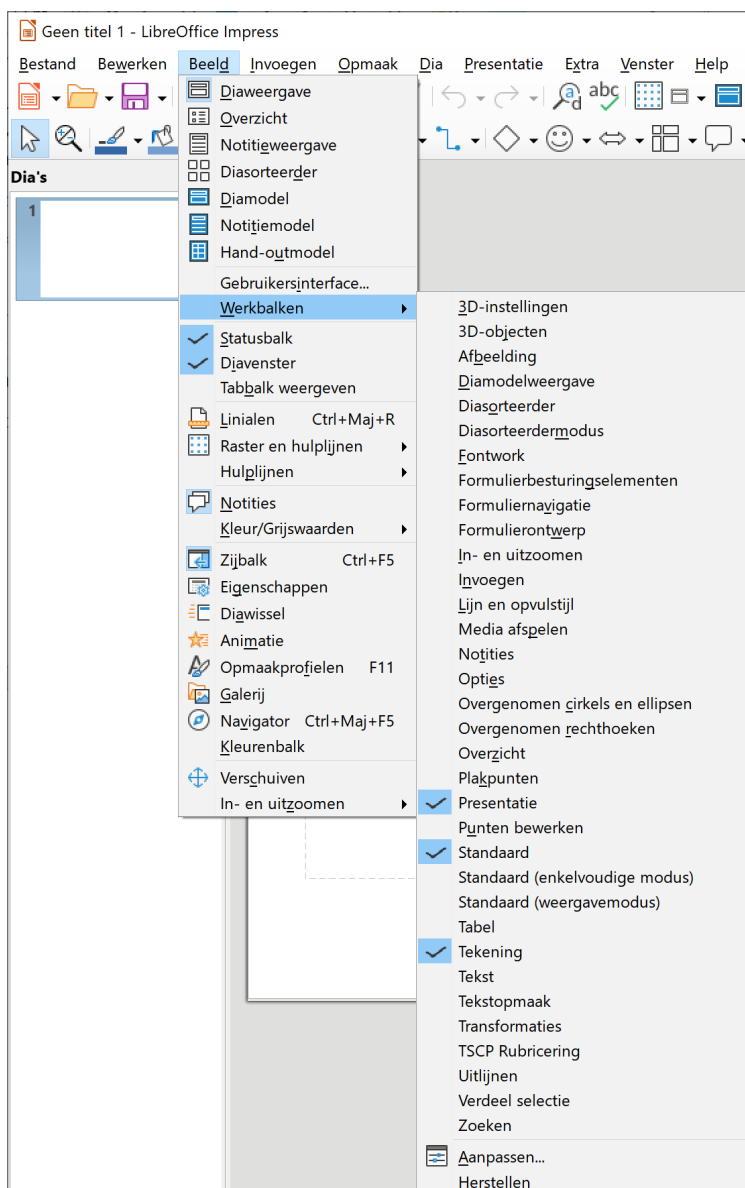 Geen titel 1 - LibreOffice Impress
Bestand Bewerken Beeld Invoegen Opmaak Dia Presentatie Extra Venster Help
Diaweergave
Overzicht
Notitieweergave
Diasorteerder
Diamodel
Notitiemodel
Hand-outmodel
Gebruikersinterface...
Werkbalken
Statusbalk
Diavenster
Tabbalk weergeven
Linialen Ctrl+Maj+R
Raster en hulplijnen
Hulplijnen
Notities
Kleur/Grijswaarden
Zijbalk Ctrl+F5
Eigenschappen
Diawissel
Animatie
Opmaakprofielen F11
Galerij
Navigator Ctrl+Maj+F5
Kleurenbalk
Verschuiven
In- en uitzoomen
abc
Dia's
1
3D-instellingen
3D-objecten
Afbeelding
Diamodelweergave
Diasorteerder
Diasorteerdermodus
Fontwork
Formulierbesturingselementen
Formuliernavigatie
Formulierontwerp
In- en uitzoomen
Invoegen
Lijn en opvulstijl
Media afspelen
Notities
Opties
Overgenomen cirkels en ellipsen
Overgenomen rechthoeken
Overzicht
Plakpunten
Presentatie
Punten bewerken
Standaard
Standaard (enkelvoudige modus)
Standaard (weergavemodus)
Tabel
Tekening
Tekst
Tekstopmaak
Transformaties
TSCP Rubricering
Uitlijnen
Verdeel selectie
Zoeken
Aanpassen...
Herstellen